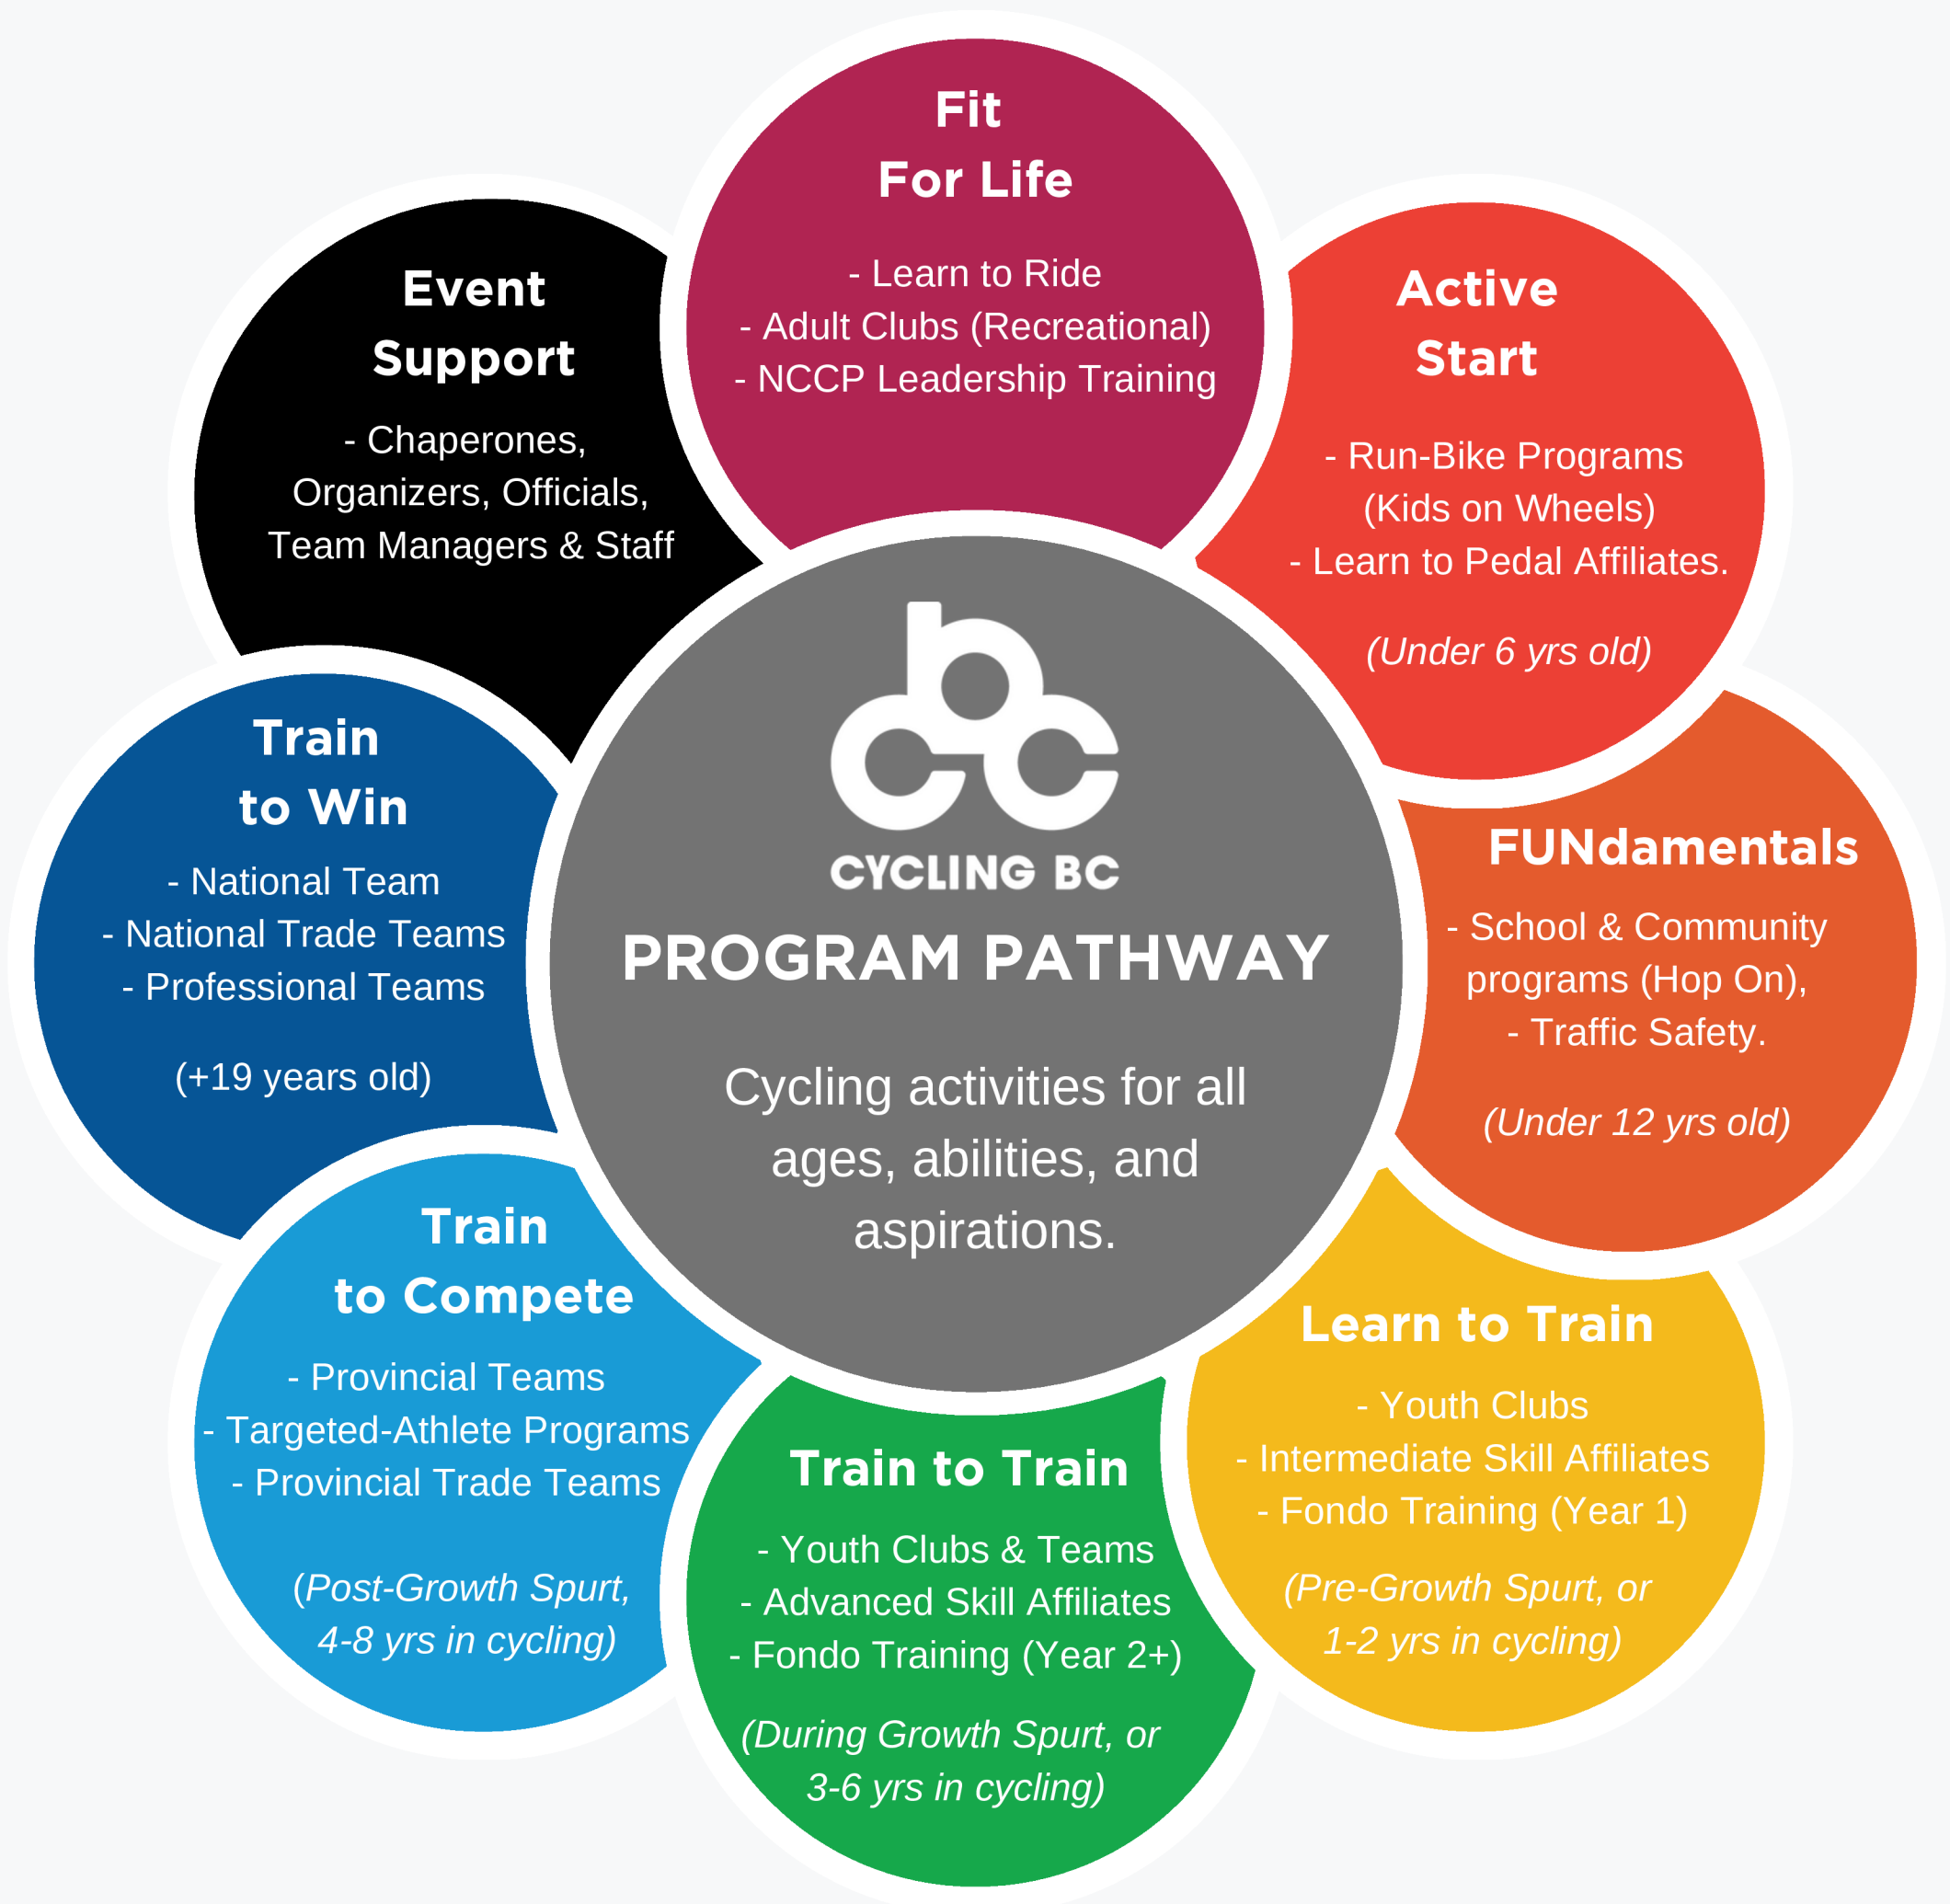 Fit
For Life
- Learn to Ride
- Adult Clubs (Recreational)
- NCCP Leadership Training
Active
Start
- Run-Bike Programs
(Kids on Wheels)
- Learn to Pedal Affiliates.
(Under 6 yrs old)
FUNdamentals
- School & Community
programs (Hop On),
- Traffic Safety.
(Under 12 yrs old)
Learn to Train
- Youth Clubs
- Intermediate Skill Affiliates
- Fondo Training (Year 1)
(Pre-Growth Spurt, or
1-2 yrs in cycling)
Train to Train
- Youth Clubs & Teams
- Advanced Skill Affiliates
- Fondo Training (Year 2+)
(During Growth Spurt, or
3-6 yrs in cycling)
Train
to Compete
- Provincial Teams
- Targeted-Athlete Programs
- Provincial Trade Teams
(Post-Growth Spurt,
4-8 yrs in cycling)
Train
to Win
- National Team
- National Trade Teams
- Professional Teams
(+19 years old)
Event
Support
- Chaperones,
Organizers, Officials,
Team Managers & Staff
cbc
CYCLING BC
PROGRAM PATHWAY
Cycling activities for all
ages, abilities, and
aspirations.